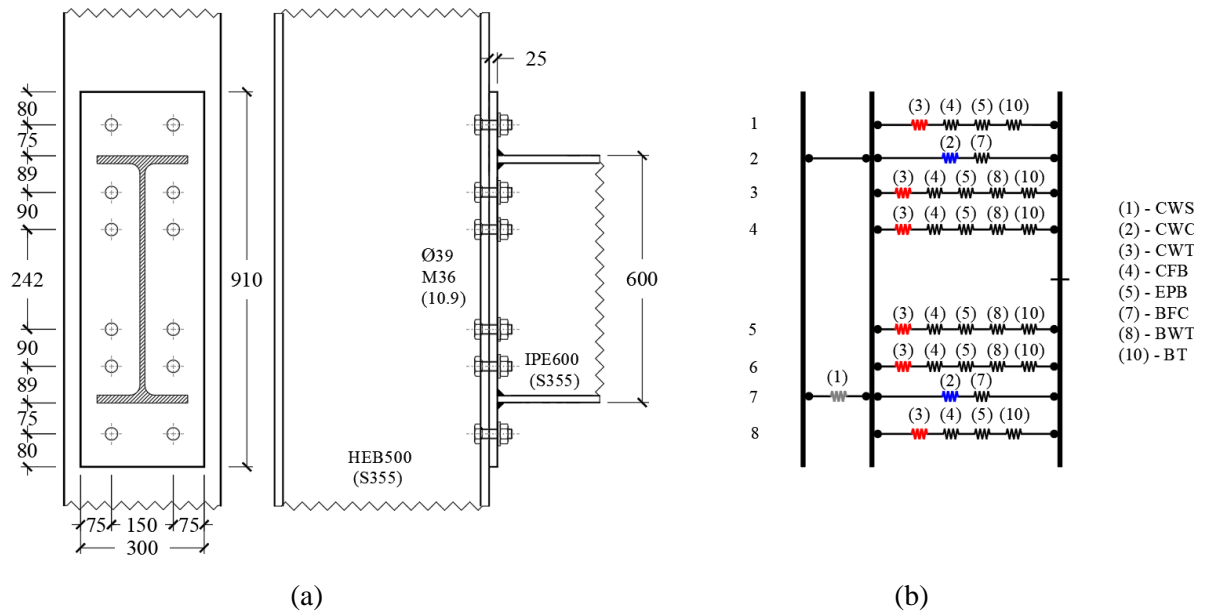 80
75
89
90
242
90
89
75
80
910
75 150 75
300
25
Ø39
M36
(10.9)
600
IPE600
(S355)
HEB500
(S355)
(a)
1
(3) (4) (5) (10)
2
(2) (7)
3
(3) (4) (5) (8) (10)
4
(3) (4) (5) (8) (10)
5
(3) (4) (5) (8) (10)
6
(3) (4) (5) (8) (10)
7
(1) (2) (7)
8
(3) (4) (5) (10)
(1) - CWS
(2) - CWC
(3) - CWT
(4) - CFB
(5) - EPB
(7) - BFC
(8) - BWT
(10) - BT
(b)